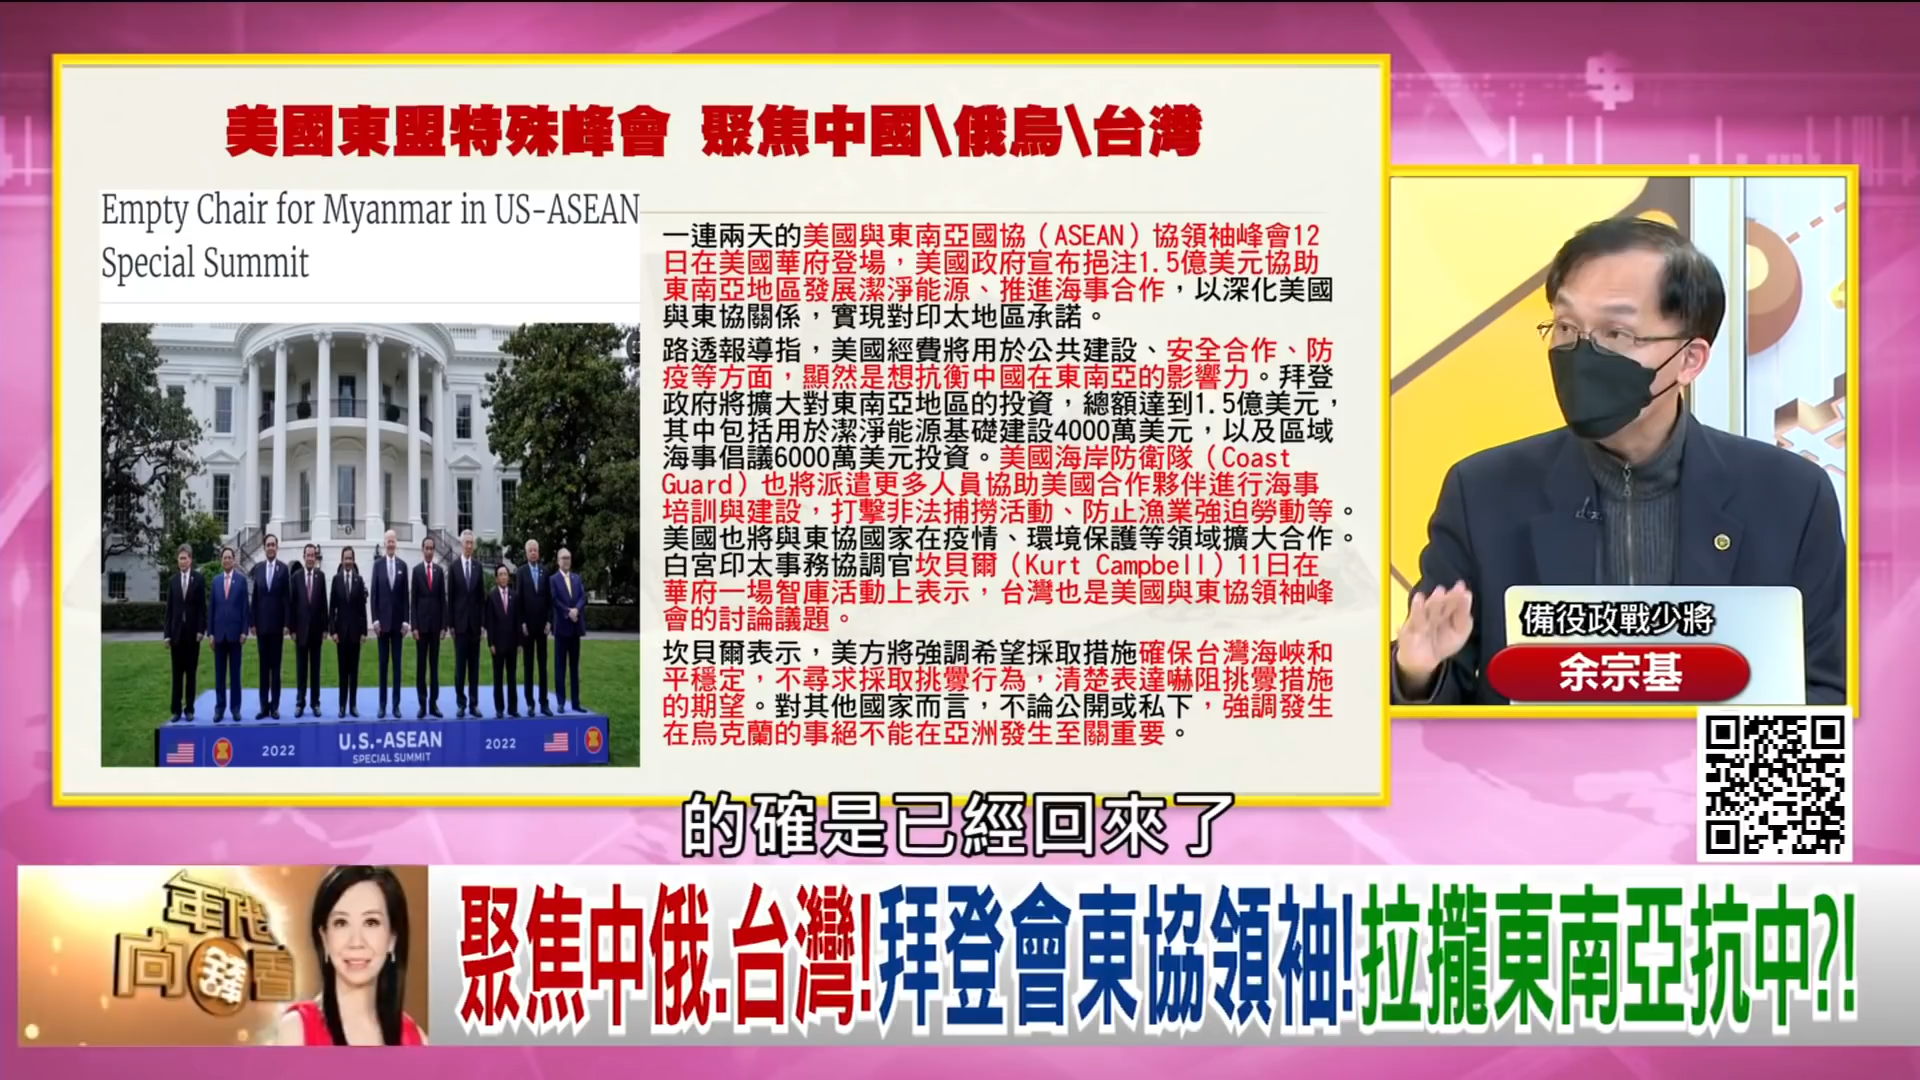 美國東盟特殊峰會 聚焦中國\俄烏\台灣
Empty Chair for Myanmar in US-ASEAN
Special Summit
2022
U.S.-ASEAN
SPECIAL SUMMIT
2022
一連兩天的美國與東南亞國協（ASEAN）協領袖峰會12
日在美國華府登場，美國政府宣布挹注1.5億美元協助
東南亞地區發展潔淨能源、推進海事合作，以深化美國
與東協關係，實現對印太地區承諾。
路透報導指，美國經費將用於公共建設、安全合作、防
疫等方面，顯然是想抗衡中國在東南亞的影響力。拜登
政府將擴大對東南亞地區的投資，總額達到1.5億美元，
其中包括用於潔淨能源基礎建設4000萬美元，以及區域
海事倡議6000萬美元投資。美國海岸防衛隊（Coast
Guard）也將派遣更多人員協助美國合作夥伴進行海事
培訓與建設，打擊非法捕撈活動、防止漁業強迫勞動等。
美國也將與東協國家在疫情、環境保護等領域擴大合作。
白宮印太事務協調官坎貝爾（Kurt Campbell）11日在
華府一場智庫活動上表示，台灣也是美國與東協領袖峰
會的討論議題。
坎貝爾表示，美方將強調希望採取措施確保台灣海峽和
平穩定，不尋求採取挑釁行為，清楚表達嚇阻挑釁措施
的期望。對其他國家而言，不論公開或私下，強調發生
在烏克蘭的事絕不能在亞洲發生至關重要。
備役政戰少將
余宗基
的確是已經回來了
年代
向錢看
聚焦中俄.台灣!拜登會東協領袖!拉攏東南亞抗中?!